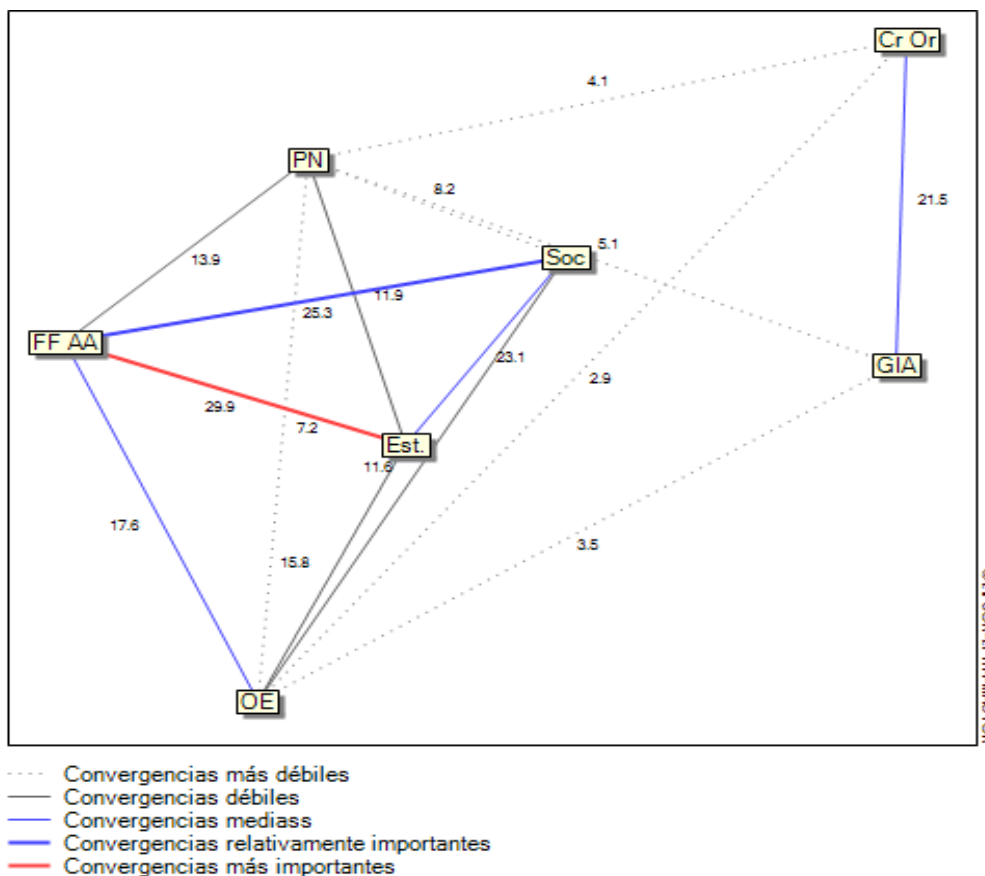 Cr Or
4.1
PN
8.2
21.5
5.1
Soc
13.9
11.9
25.3
FF AA
23.1
GIA
2.9
29.9
7.2
Est.
11.6
17.6
3.5
15.8
OE
Convergencias más débiles
Convergencias débiles
Convergencias mediass
Convergencias relativamente importantes
Convergencias más importantes